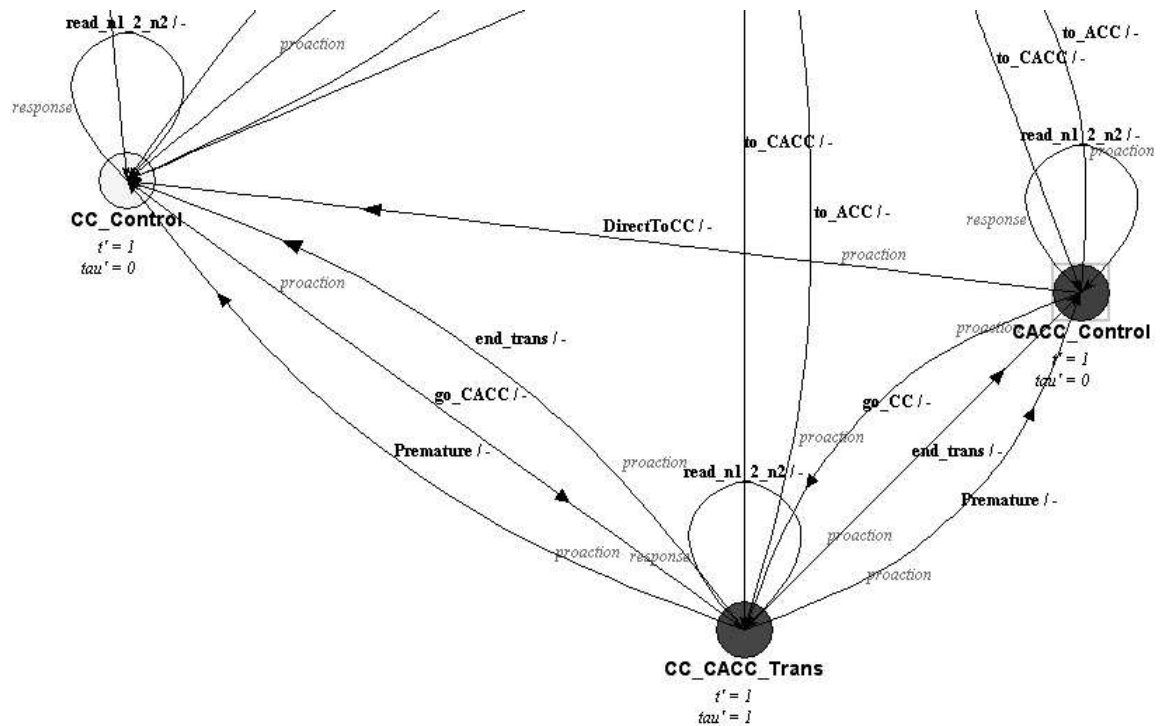 read_n1_2_n2 / -
to_ACC / -
proaction
to_CACC / -
response
to_CACC / -
read_n1_2_n2 / -
proaction
CC_Control
t' = 1
tau' = 0
DirectToCC / -
to_ACC / -
response
proaction
proaction
end_trans / -
proaction
CACC_Control
t' = 1
tau' = 0
go_CACC / -
go_CC / -
Premature / -
proaction
proaction
read_n1_2_n2 / -
end_trans / -
Premature / -
proaction
response
proaction
proaction
CC_CACC_Trans
t' = 1
tau' = 1